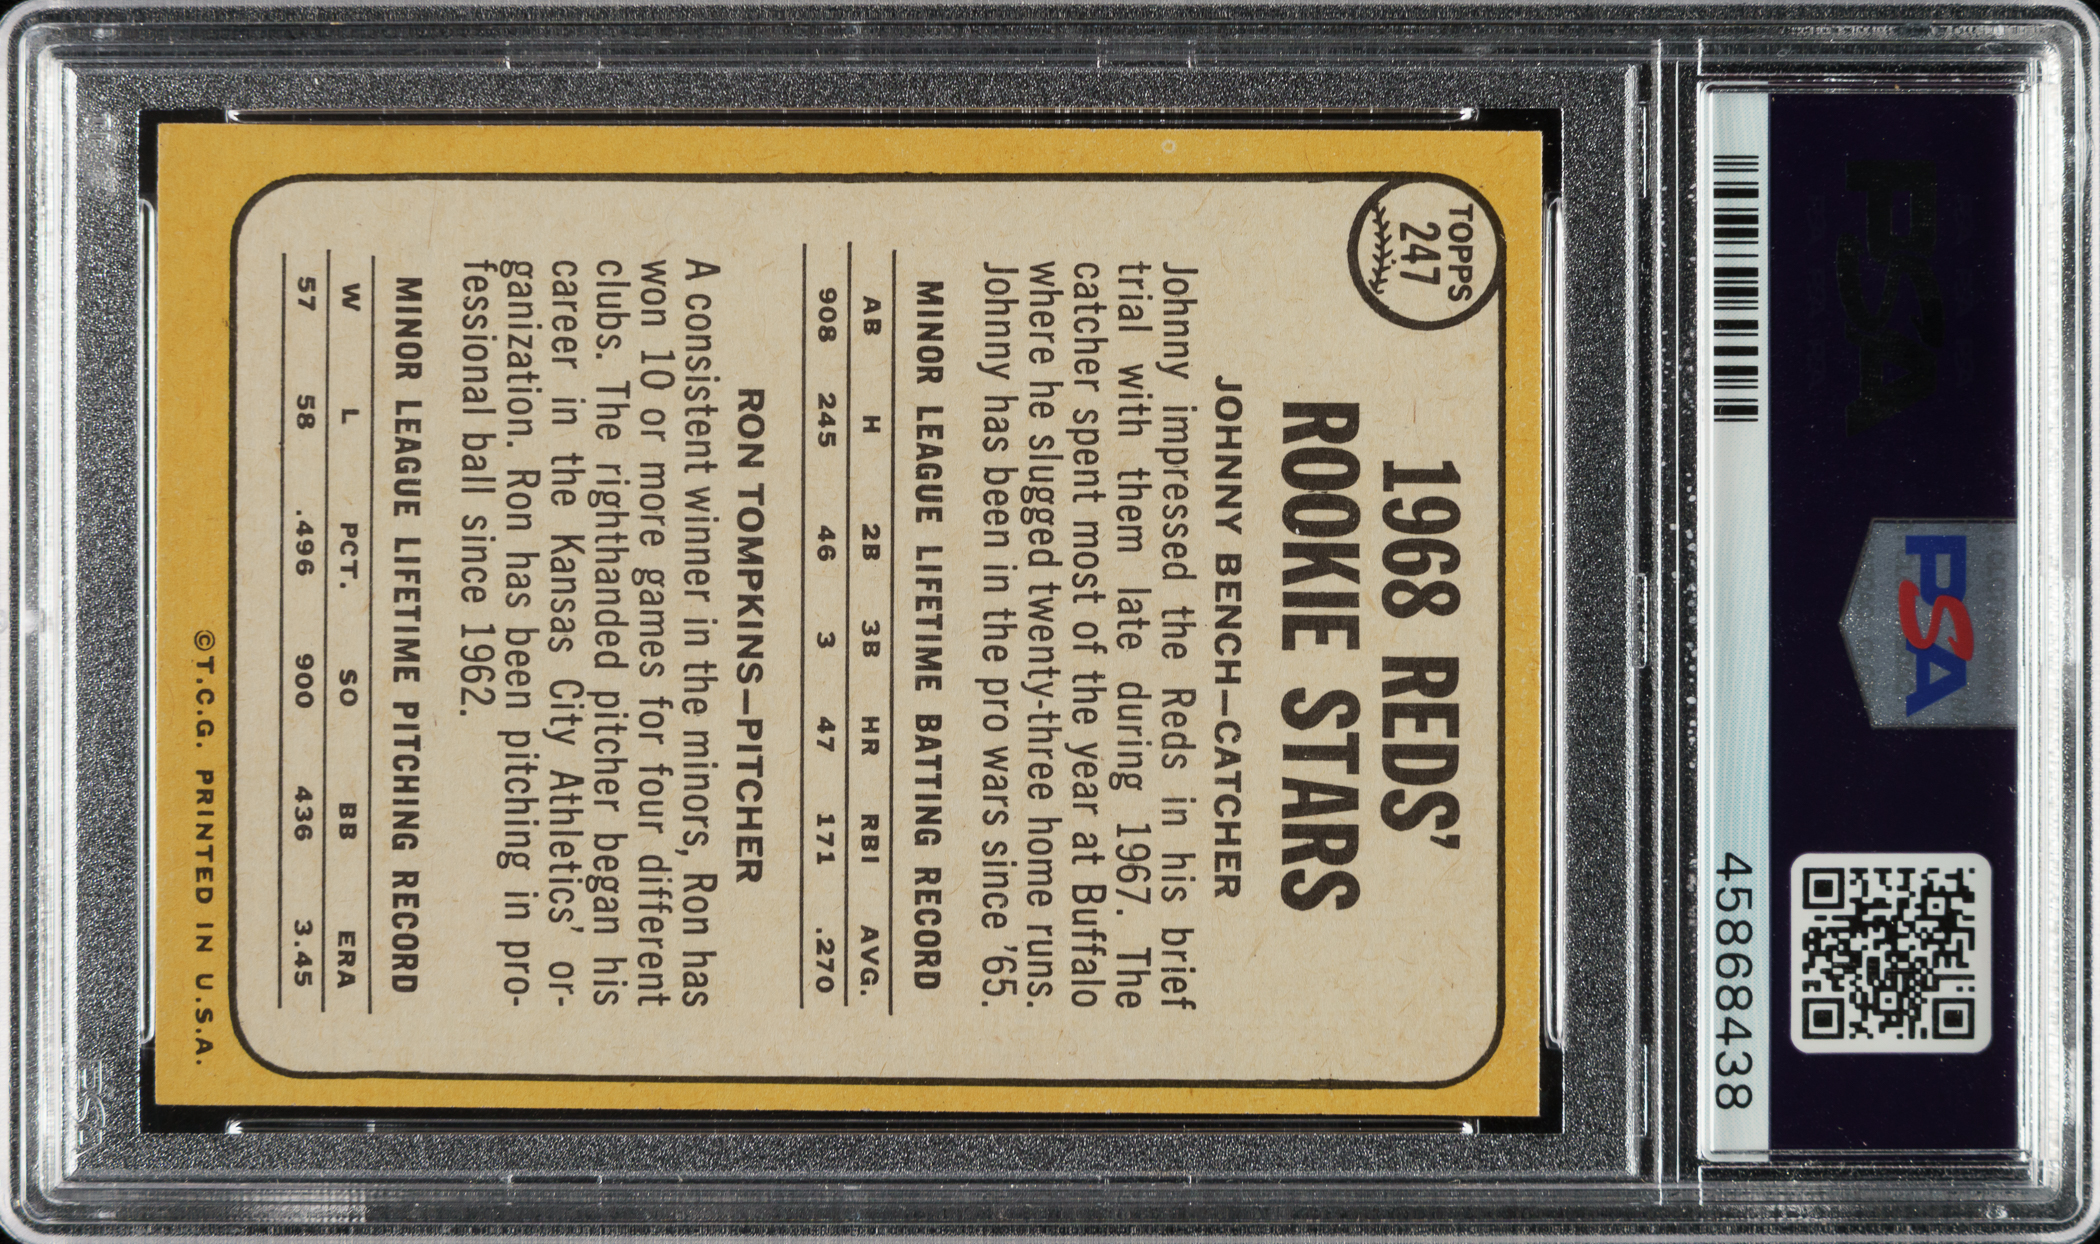 PSA
PSA
45868438
TOPPS
247
1968 REDS'
ROOKIE STARS
JOHNNY BENCH—CATCHER
Johnny impressed the Reds in his brief
trial with them late during 1967. The
catcher spent most of the year at Buffalo
where he slugged twenty-three home runs.
Johnny has been in the pro wars since '65.
MINOR LEAGUE LIFETIME BATTING RECORD
AB H 2B 3B HR RBI AVG.
908 245 46 3 47 171 .270
RON TOMPKINS—PITCHER
A consistent winner in the minors, Ron has
won 10 or more games for four different
clubs. The righthanded pitcher began his
career in the Kansas City Athletics' or-
ganization. Ron has been pitching in pro-
fessional ball since 1962.
MINOR LEAGUE LIFETIME PITCHING RECORD
W L PCT. SO BB ERA
57 58 .496 900 436 3.45
©T.C.G. PRINTED IN U.S.A.
PSA